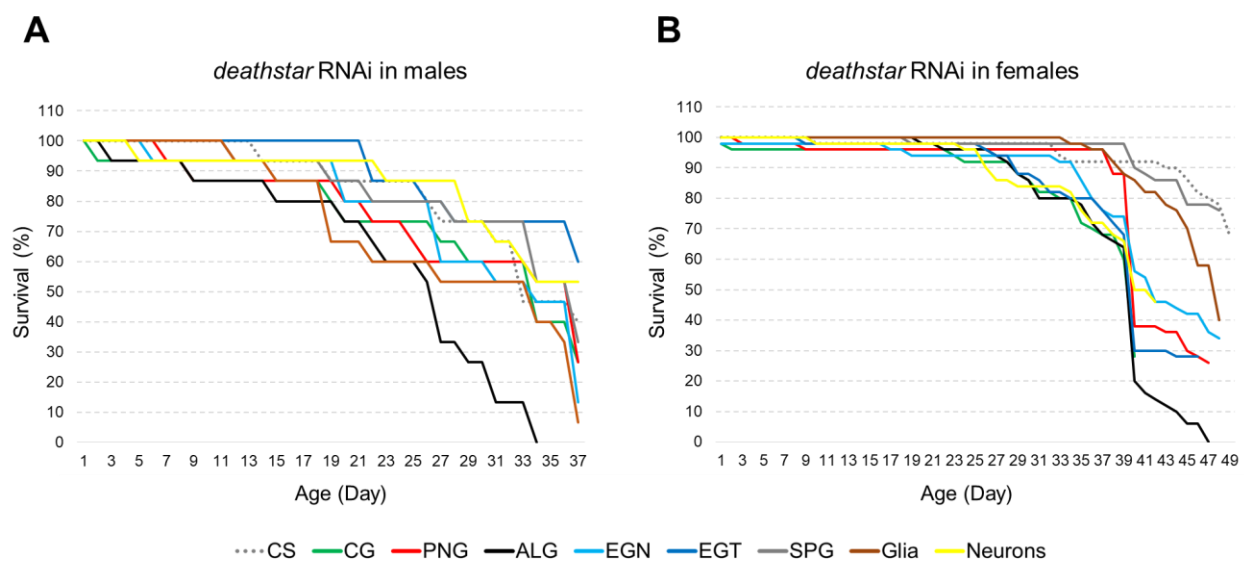 A
B
deathstar RNAi in males
deathstar RNAi in females
Survival (%)
110
100
90
80
70
60
50
40
30
20
10
0
1 3 5 7 9 11 13 15 17 19 21 23 25 27 29 31 33 35 37
Age (Day)
Survival (%)
110
100
90
80
70
60
50
40
30
20
10
0
1 3 5 7 9 11 13 15 17 19 21 23 25 27 29 31 33 35 37 39 41 43 45 47 49
Age (Day)
CS CG PNG ALG EGN EGT SPG Glia Neurons